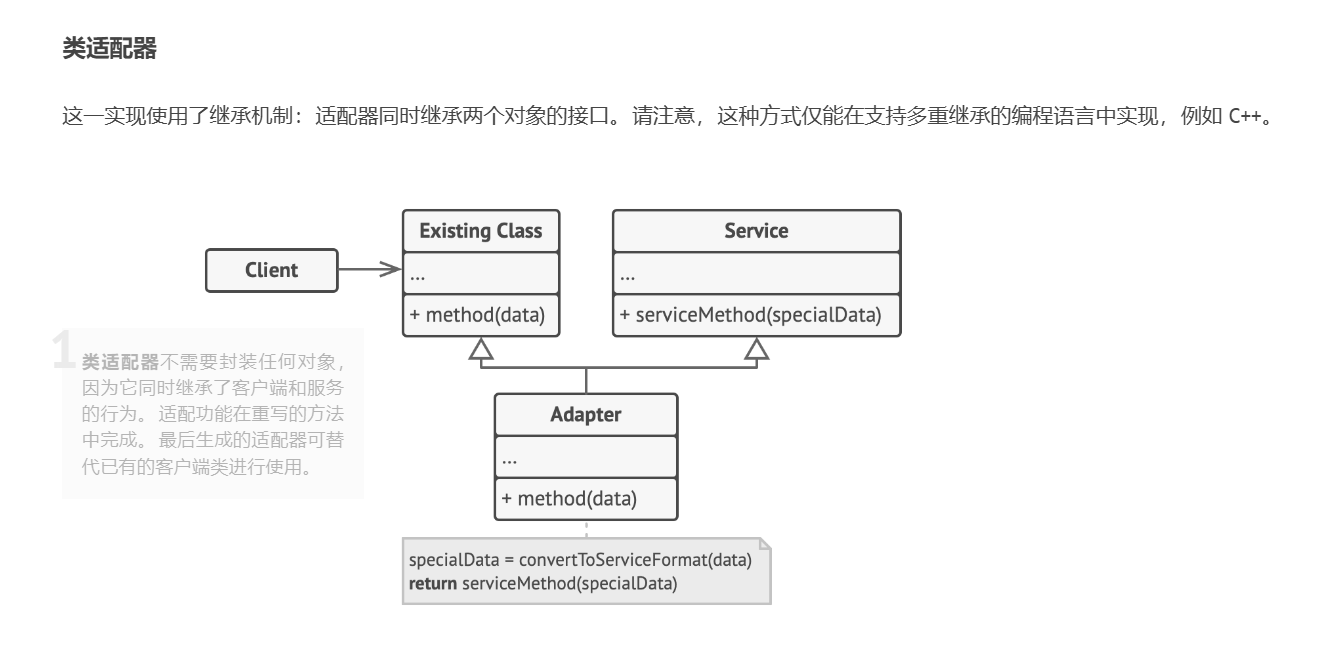 类适配器
这一实现使用了继承机制：适配器同时继承两个对象的接口。请注意，这种方式仅能在支持多重继承的编程语言中实现，例如 C++。
Existing Class
Service
Client
...
...
+ method(data)
+ serviceMethod(specialData)
1
类适配器不需要封装任何对象，
因为它同时继承了客户端和服务
的行为。适配功能在重写的方法
中完成。最后生成的适配器可替
代已有的客户端类进行使用。
Adapter
...
+ method(data)
specialData = convertToServiceFormat(data)
return serviceMethod(specialData)